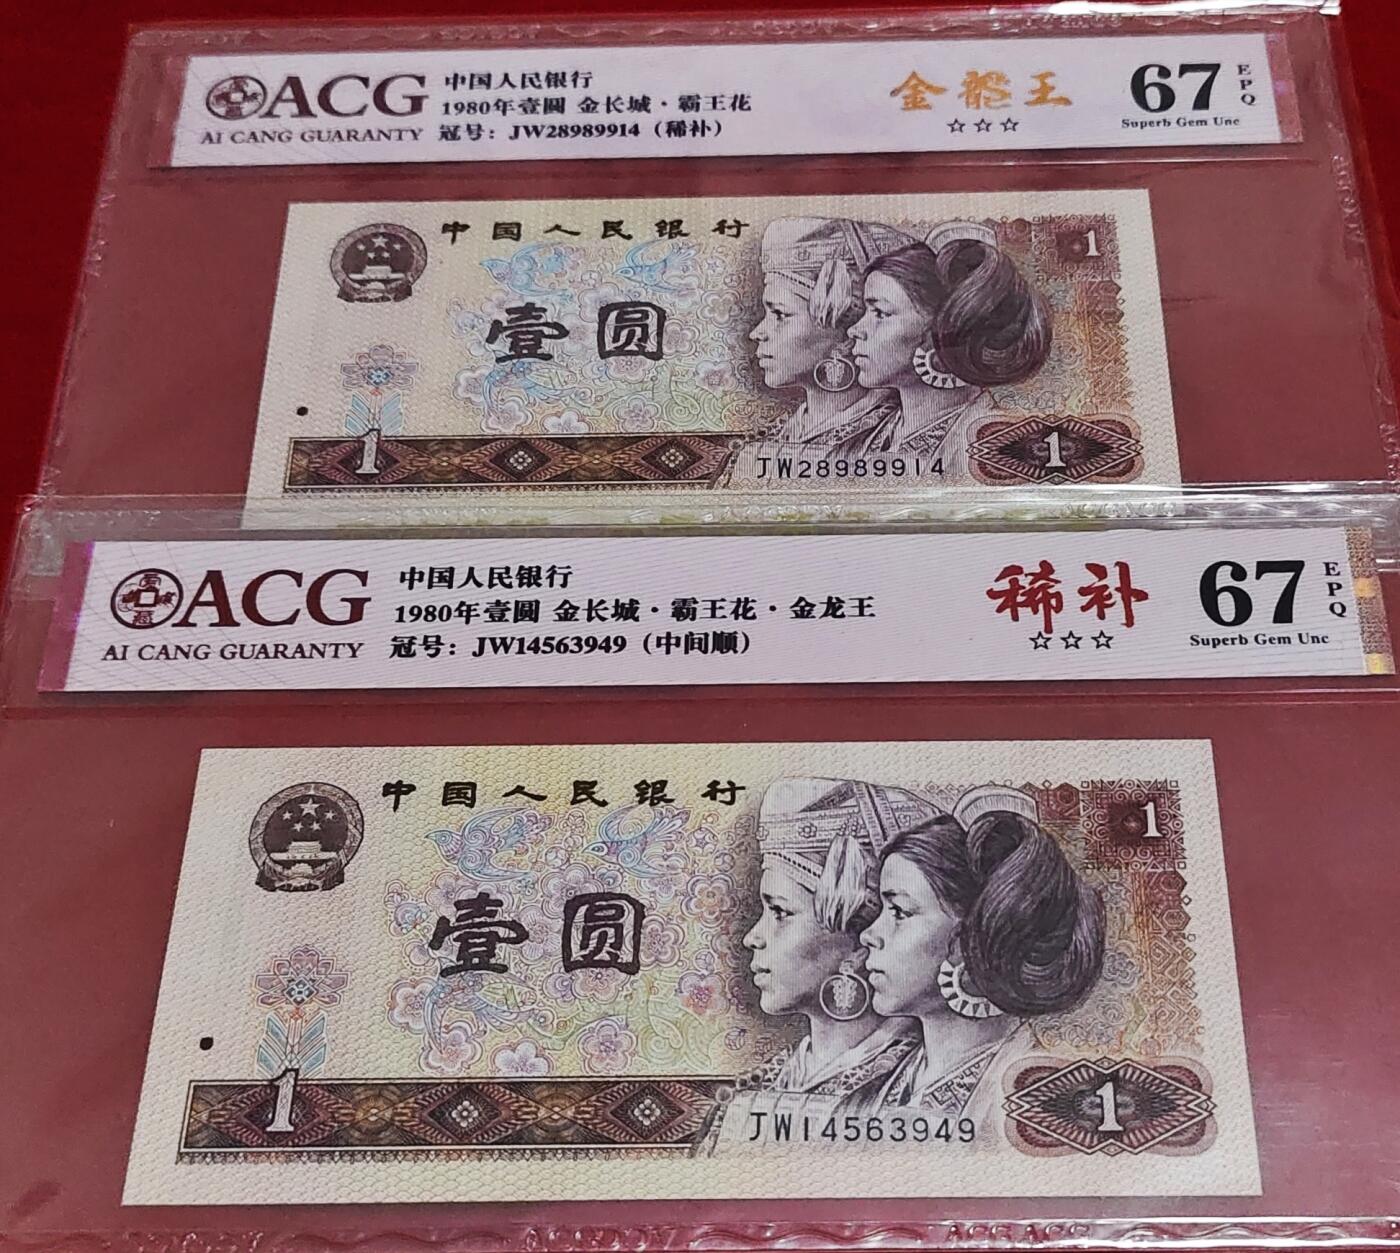 ACG
AI CANG GUARANTY
中国人民银行
1980年壹圆 金长城·霸王花
冠号：JW28989914（稀补）
金龍王
☆☆☆
67
EPQ
Superb Gem Unc
中国人民银行
1
壹圆
1
JW28989914
1
ACG
AI CANG GUARANTY
中国人民银行
1980年壹圆 金长城·霸王花·金龙王
冠号：JW14563949（中间顺）
稀补
☆☆☆
67
EPQ
Superb Gem Unc
中国人民银行
1
壹圆
1
JW14563949
1